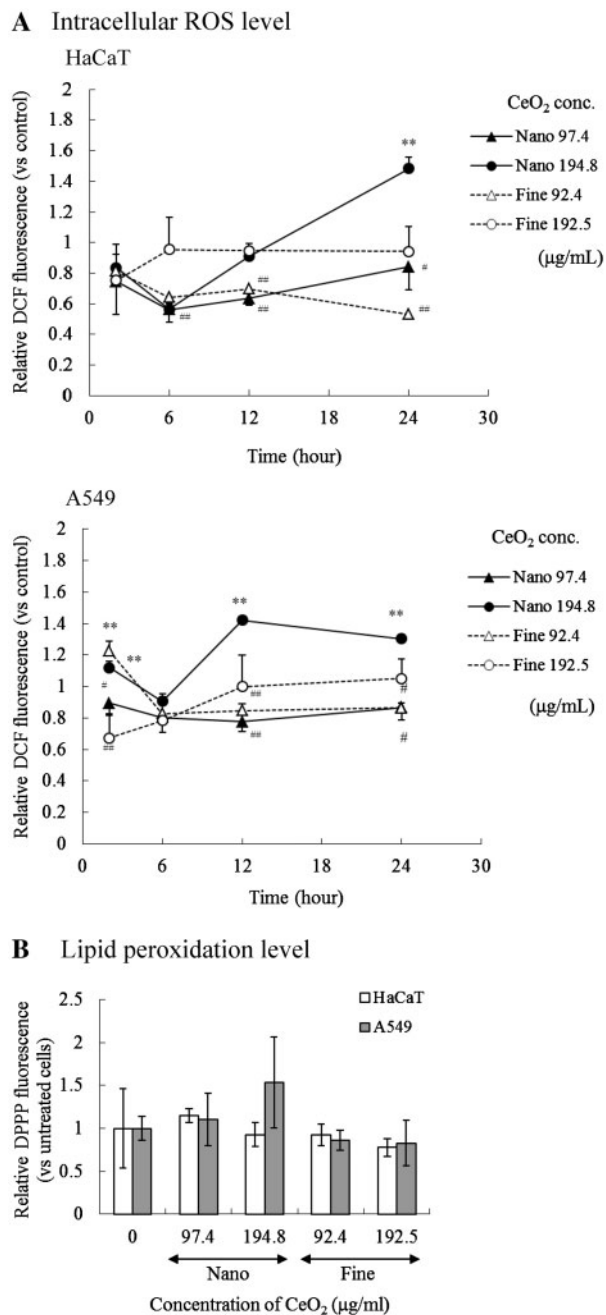 A Intracellular ROS level
HaCaT
Relative DCF fluorescence (vs control)
2
1.8
1.6
1.4
1.2
1
0.8
0.6
0.4
0.2
0
0 6 12 18 24 30
Time (hour)
**
##
##
##
#
##
CeO₂ conc.
Nano 97.4
Nano 194.8
Fine 92.4
Fine 192.5
(μg/mL)
A549
Relative DCF fluorescence (vs control)
2
1.8
1.6
1.4
1.2
1
0.8
0.6
0.4
0.2
0
0 6 12 18 24 30
Time (hour)
**
**
**
**
#
##
##
##
#
#
CeO₂ conc.
Nano 97.4
Nano 194.8
Fine 92.4
Fine 192.5
(μg/mL)
B Lipid peroxidation level
Relative DPPP fluorescence
(vs untreated cells)
2.5
2
1.5
1
0.5
0
HaCaT
A549
0 97.4 194.8 92.4 192.5
Nano Fine
Concentration of CeO₂ (μg/ml)